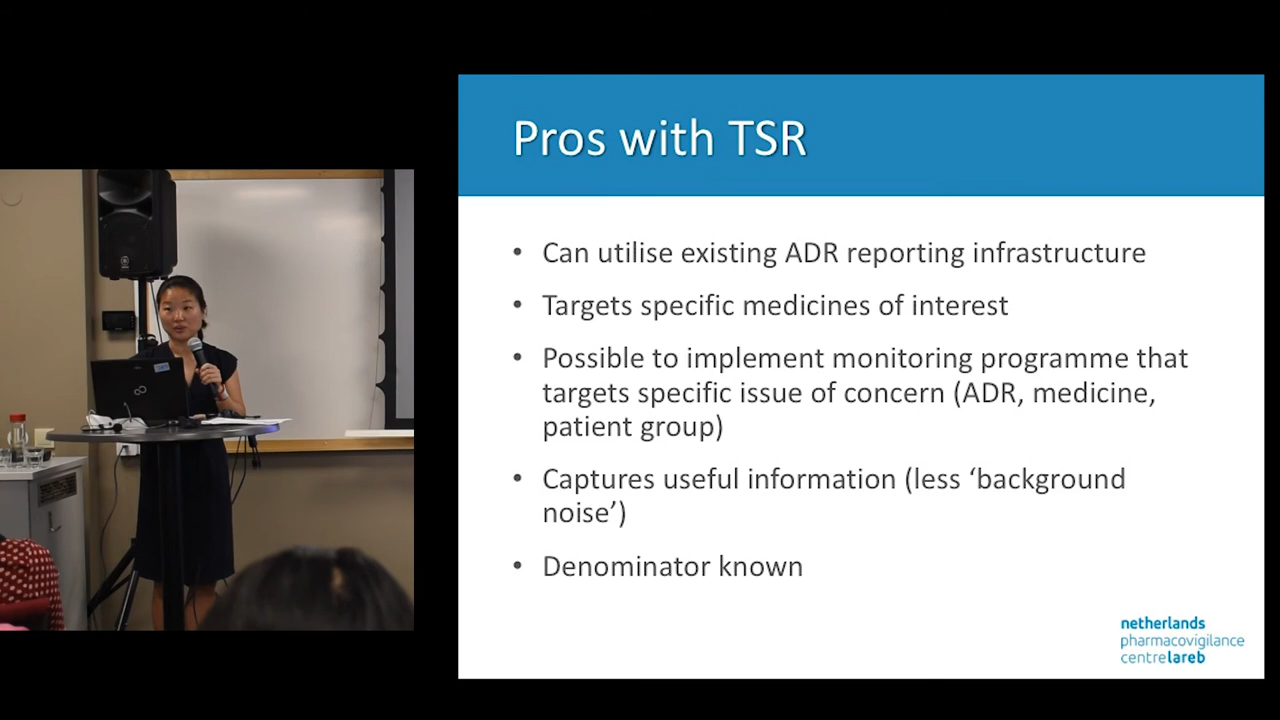 Pros with TSR
• Can utilise existing ADR reporting infrastructure
• Targets specific medicines of interest
• Possible to implement monitoring programme that
targets specific issue of concern (ADR, medicine,
patient group)
• Captures useful information (less ‘background
noise’)
• Denominator known
netherlands
pharmacovigilance
centrelareb